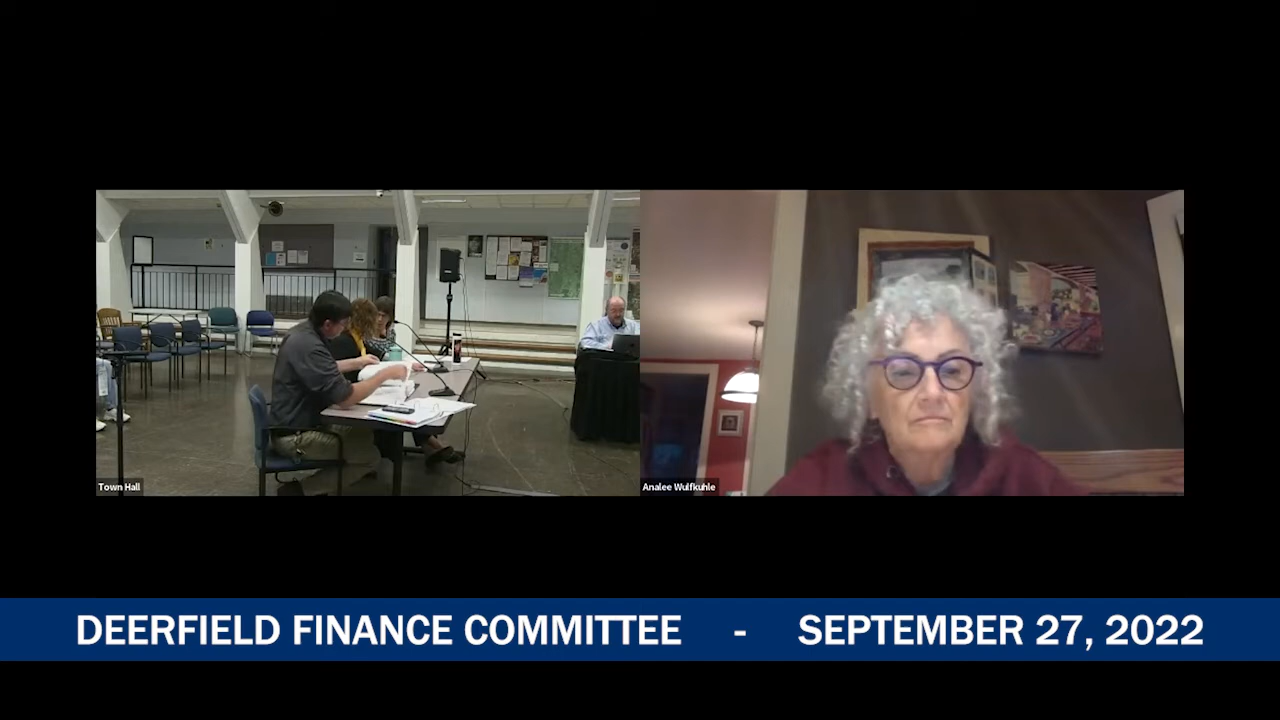 Town Hall
Analee Wulfkuhle
DEERFIELD FINANCE COMMITTEE - SEPTEMBER 27, 2022